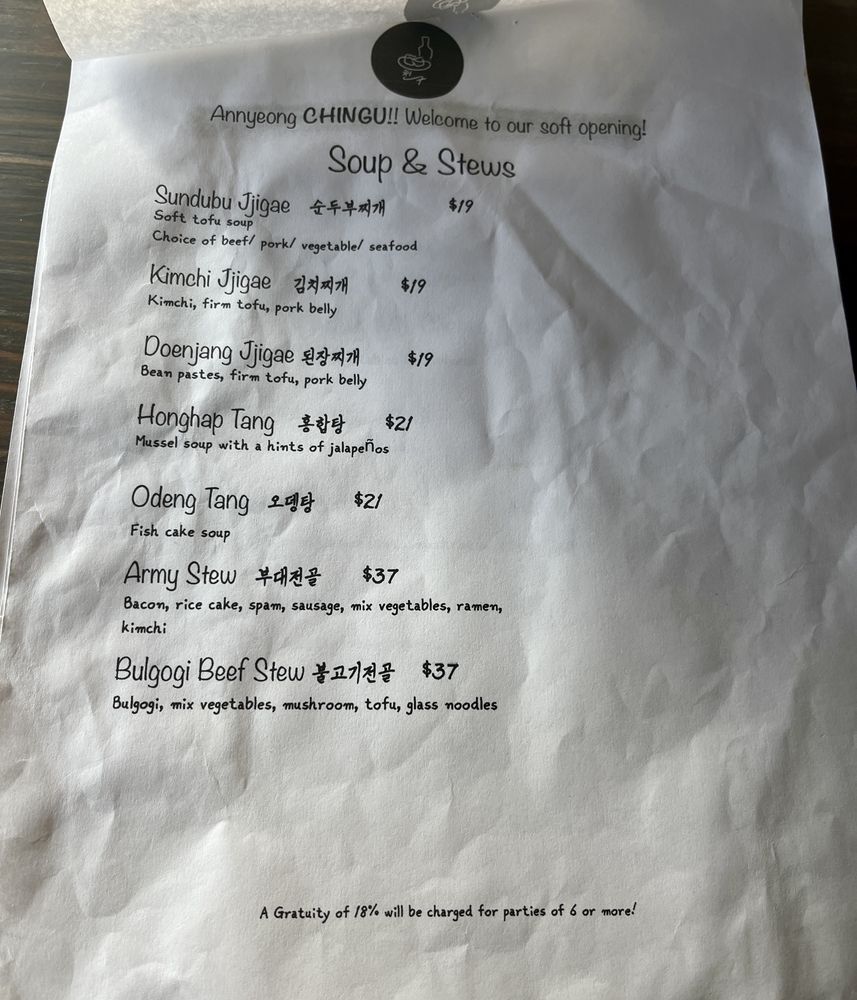 친구
Annyeong CHINGU!! Welcome to our soft opening!
Soup & Stews
Sundubu Jjigae 순두부찌개 $19
Soft tofu soup
Choice of beef/ pork/ vegetable/ seafood
Kimchi Jjigae 김치찌개 $19
Kimchi, firm tofu, pork belly
Doenjang Jjigae 된장찌개 $19
Bean pastes, firm tofu, pork belly
Honghap Tang 홍합탕 $21
Mussel soup with a hints of jalapeños
Odeng Tang 오뎅탕 $21
Fish cake soup
Army Stew 부대전골 $37
Bacon, rice cake, spam, sausage, mix vegetables, ramen,
kimchi
Bulgogi Beef Stew 불고기전골 $37
Bulgogi, mix vegetables, mushroom, tofu, glass noodles
A Gratuity of 18% will be charged for parties of 6 or more!